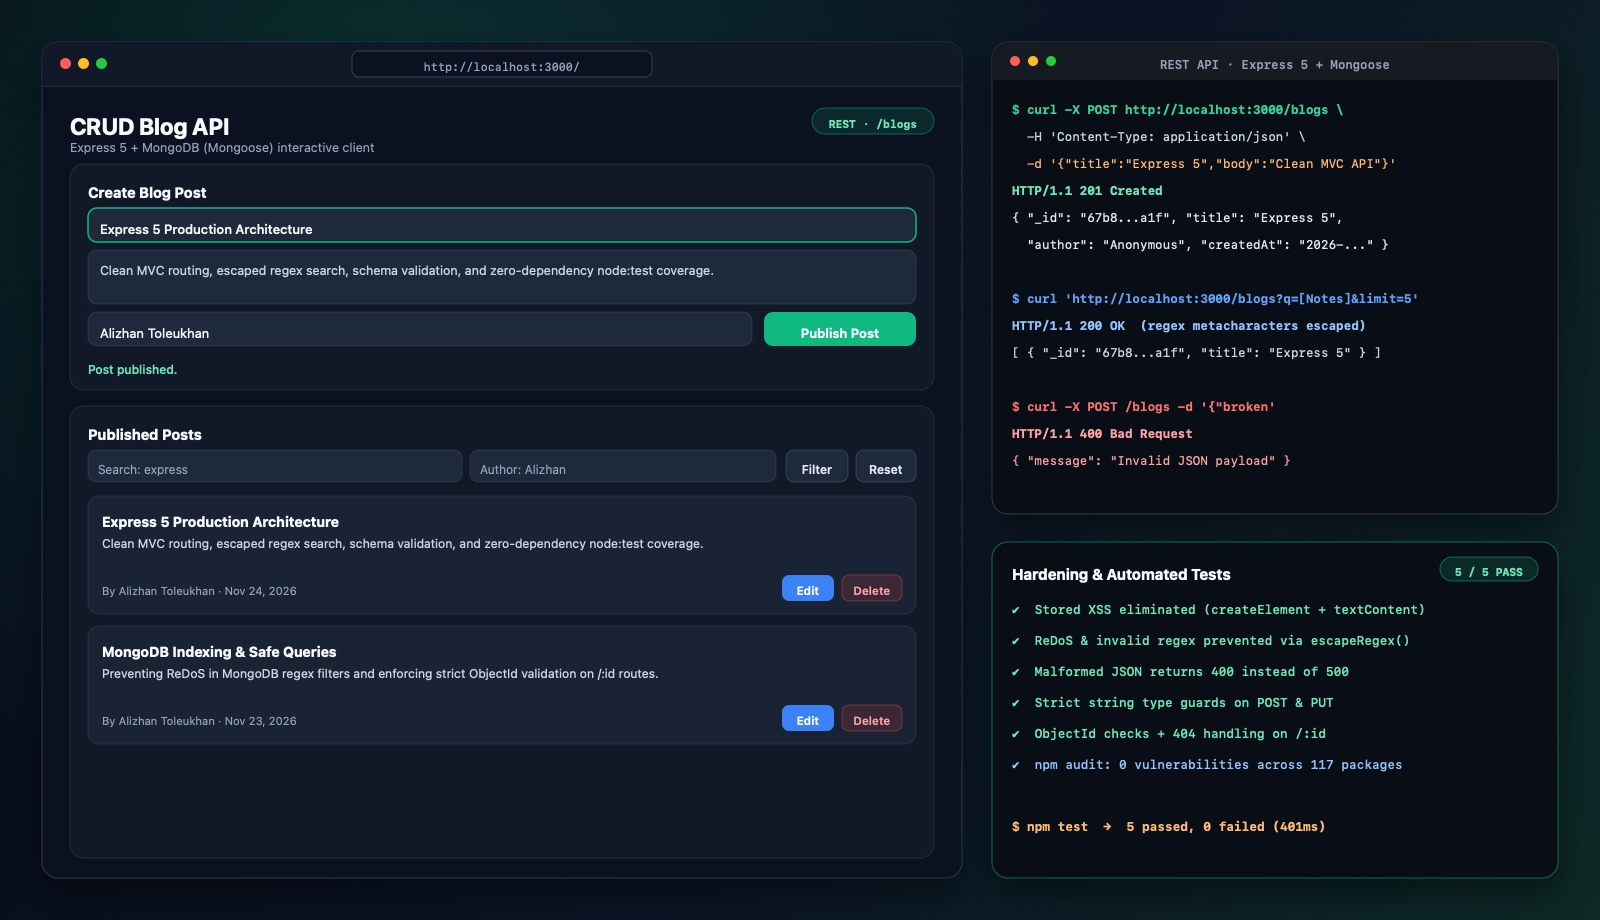 http://localhost:3000/
CRUD Blog API
Express 5 + MongoDB (Mongoose) interactive client
REST · /blogs
Create Blog Post
Express 5 Production Architecture
Clean MVC routing, escaped regex search, schema validation, and zero-dependency node:test coverage.
Alizhan Toleukhan
Publish Post
Post published.
Published Posts
Search: express
Author: Alizhan
Filter
Reset
Express 5 Production Architecture
Clean MVC routing, escaped regex search, schema validation, and zero-dependency node:test coverage.
By Alizhan Toleukhan · Nov 24, 2026
Edit
Delete
MongoDB Indexing & Safe Queries
Preventing ReDoS in MongoDB regex filters and enforcing strict ObjectId validation on /:id routes.
By Alizhan Toleukhan · Nov 23, 2026
Edit
Delete
REST API · Express 5 + Mongoose
$ curl -X POST http://localhost:3000/blogs \
-H 'Content-Type: application/json' \
-d '{"title":"Express 5","body":"Clean MVC API"}'
HTTP/1.1 201 Created
{ "_id": "67b8...a1f", "title": "Express 5",
"author": "Anonymous", "createdAt": "2026-..." }
$ curl 'http://localhost:3000/blogs?q=[Notes]&limit=5'
HTTP/1.1 200 OK (regex metacharacters escaped)
[ { "_id": "67b8...a1f", "title": "Express 5" } ]
$ curl -X POST /blogs -d '{"broken'
HTTP/1.1 400 Bad Request
{ "message": "Invalid JSON payload" }
Hardening & Automated Tests
5 / 5 PASS
✔ Stored XSS eliminated (createElement + textContent)
✔ ReDoS & invalid regex prevented via escapeRegex()
✔ Malformed JSON returns 400 instead of 500
✔ Strict string type guards on POST & PUT
✔ ObjectId checks + 404 handling on /:id
✔ npm audit: 0 vulnerabilities across 117 packages
$ npm test → 5 passed, 0 failed (401ms)